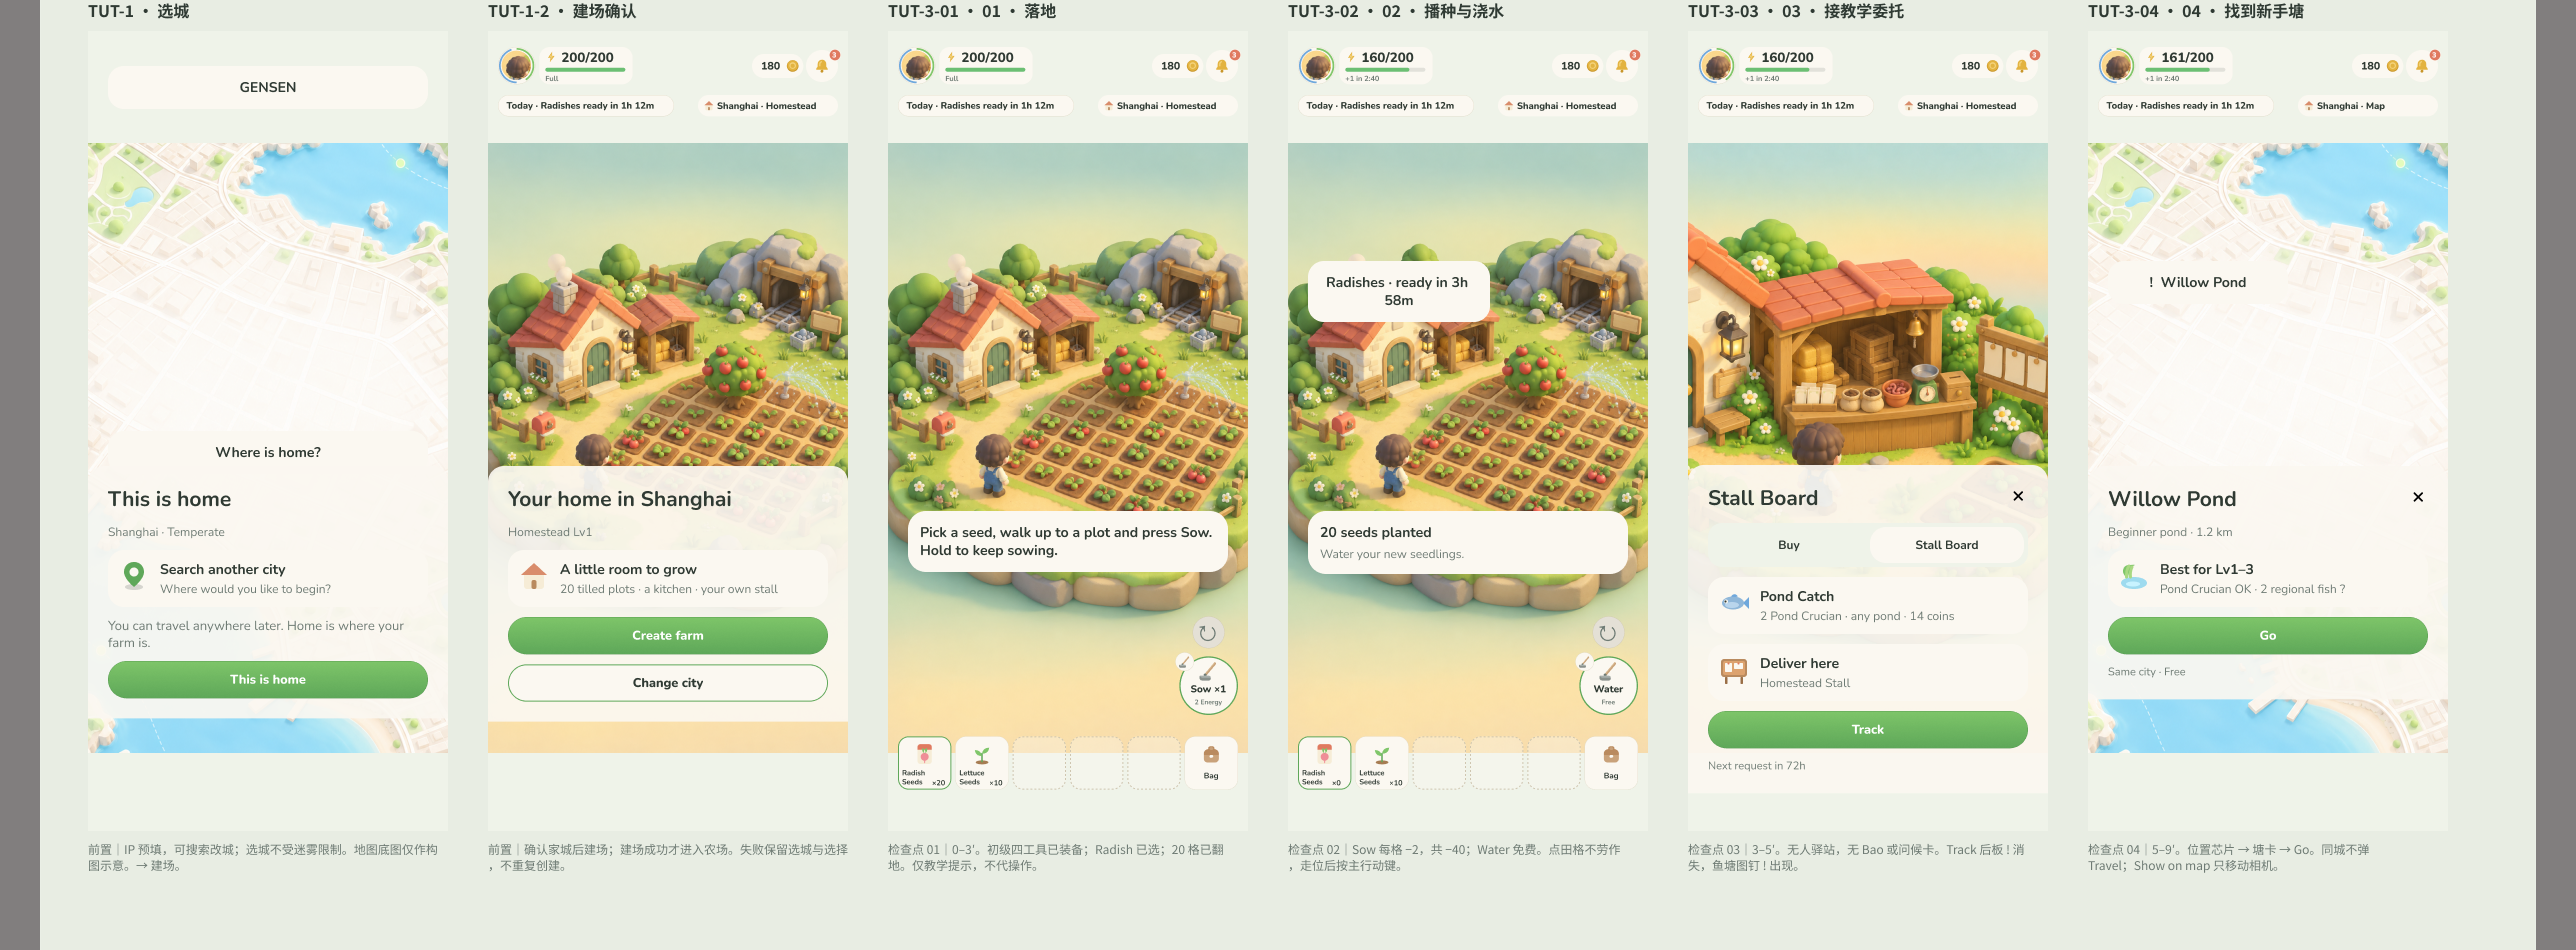 TUT-1 • 选城
GENSEN
Where is home?
This is home
Shanghai · Temperate
Search another city
Where would you like to begin?
You can travel anywhere later. Home is where your
farm is.
This is home
前置｜IP 预填，可搜索改城；选城不受迷雾限制。地图底图仅作构
图示意。→ 建场。
TUT-1-2 • 建场确认
200/200
Full
180
3
Today · Radishes ready in 1h 12m
Shanghai · Homestead
Your home in Shanghai
Homestead Lv1
A little room to grow
20 tilled plots · a kitchen · your own stall
Create farm
Change city
前置｜确认家城后建场；建场成功才进入农场。失败保留选城与选择
，不重复创建。
TUT-3-01 • 01 • 落地
200/200
Full
180
3
Today · Radishes ready in 1h 12m
Shanghai · Homestead
Pick a seed, walk up to a plot and press Sow.
Hold to keep sowing.
Sow ×1
2 Energy
Radish
Seeds ×20
Lettuce
Seeds ×10
Bag
检查点 01｜0–3′。初级四工具已装备；Radish 已选；20 格已翻
地。仅教学提示，不代操作。
TUT-3-02 • 02 • 播种与浇水
160/200
+1 in 2:40
180
3
Today · Radishes ready in 1h 12m
Shanghai · Homestead
Radishes · ready in 3h
58m
20 seeds planted
Water your new seedlings.
Water
Free
Radish
Seeds ×0
Lettuce
Seeds ×10
Bag
检查点 02｜Sow 每格 −2，共 −40；Water 免费。点田格不劳作
，走位后按主行动键。
TUT-3-03 • 03 • 接教学委托
160/200
+1 in 2:40
180
3
Today · Radishes ready in 1h 12m
Shanghai · Homestead
Stall Board
×
Buy
Stall Board
Pond Catch
2 Pond Crucian · any pond · 14 coins
Deliver here
Homestead Stall
Track
Next request in 72h
检查点 03｜3–5′。无人驿站，无 Bao 或问候卡。Track 后板 ! 消
失，鱼塘图钉 ! 出现。
TUT-3-04 • 04 • 找到新手塘
161/200
+1 in 2:40
180
3
Today · Radishes ready in 1h 12m
Shanghai · Map
! Willow Pond
Willow Pond
×
Beginner pond · 1.2 km
Best for Lv1–3
Pond Crucian OK · 2 regional fish ?
Go
Same city · Free
检查点 04｜5–9′。位置芯片 → 塘卡 → Go。同城不弹
Travel；Show on map 只移动相机。